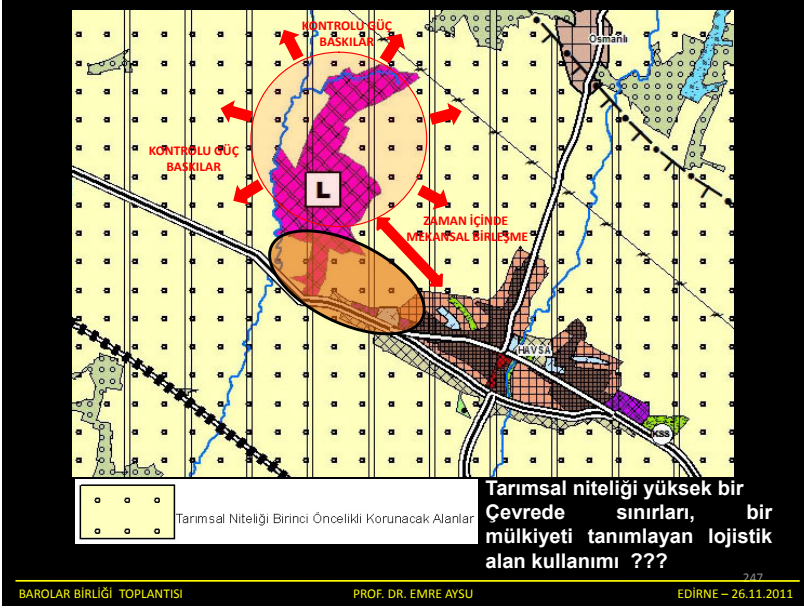 KONTROLU GÜÇ
BASKILAR
Osmanlı
KONTROLU GÜÇ
BASKILAR
L
ZAMAN İÇİNDE
MEKANSAL BİRLEŞME
HAVSA
KSS
Tarımsal Niteliği Birinci Öncelikli Korunacak Alanlar
Tarımsal niteliği yüksek bir
Çevrede sınırları, bir
mülkiyeti tanımlayan lojistik
alan kullanımı ???
247
BAROLAR BİRLİĞİ TOPLANTISI
PROF. DR. EMRE AYSU
EDİRNE – 26.11.2011